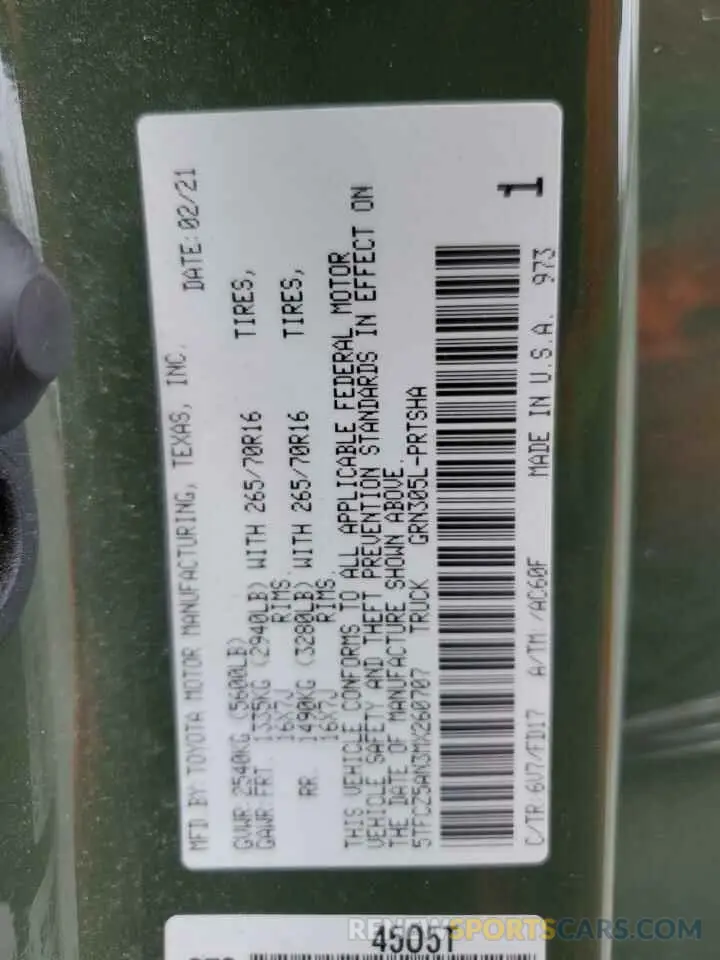 MFD BY TOYOTA MOTOR MANUFACTURING, TEXAS, INC. DATE: 02/21
GVWR 2540KG (5600LB)
GAWR FRT. 1335KG (2940LB) WITH 265/70R16 TIRES,
16X7J RIMS.
RR. 1490KG (3280LB) WITH 265/70R16 TIRES,
16X7J RIMS.
THIS VEHICLE CONFORMS TO ALL APPLICABLE FEDERAL MOTOR
VEHICLE SAFETY AND THEFT PREVENTION STANDARDS IN EFFECT ON
THE DATE OF MANUFACTURE SHOWN ABOVE.
5TFCZ5AN3MX260707 TRUCK GRN305L-PRTSHA
1
C/TR 6V7/FD17 A/TM /AC60F MADE IN U.S.A. 973
45051
REVIEWSPORTSCARS.COM